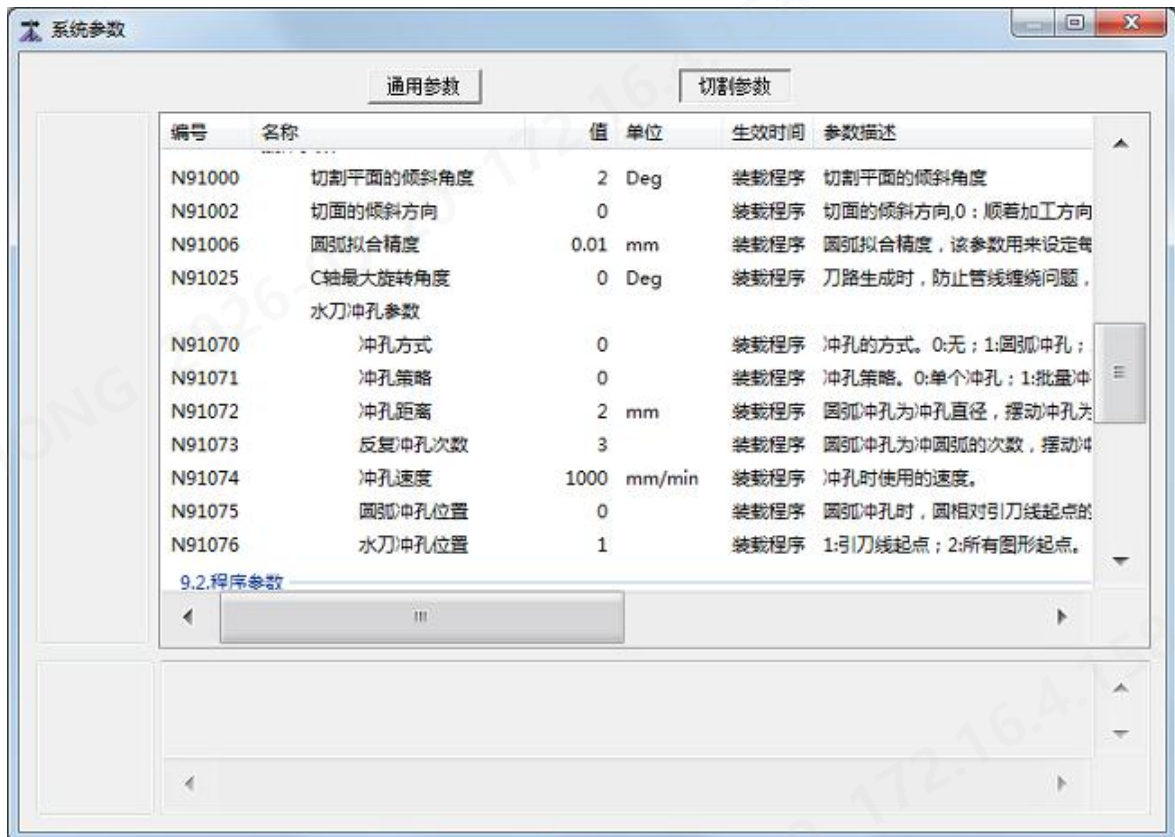 系统参数
通用参数 切割参数
编号 名称 值 单位 生效时间 参数描述
N91000 切割平面的倾斜角度 2 Deg 装载程序 切割平面的倾斜角度
N91002 切面的倾斜方向 0 装载程序 切面的倾斜方向,0：顺着加工方向
N91006 圆弧拟合精度 0.01 mm 装载程序 圆弧拟合精度，该参数用来设定每
N91025 C轴最大旋转角度 0 Deg 装载程序 刀路生成时，防止管线缠绕问题，
水刀冲孔参数
N91070 冲孔方式 0 装载程序 冲孔的方式。0:无；1:圆弧冲孔；
N91071 冲孔策略 0 装载程序 冲孔策略。0:单个冲孔；1:批量冲
N91072 冲孔距离 2 mm 装载程序 圆弧冲孔为冲孔直径，摆动冲孔为
N91073 反复冲孔次数 3 装载程序 圆弧冲孔为冲圆弧的次数，摆动冲
N91074 冲孔速度 1000 mm/min 装载程序 冲孔时使用的速度。
N91075 圆弧冲孔位置 0 装载程序 圆弧冲孔时，圆相对引刀线起点的
N91076 水刀冲孔位置 1 装载程序 1:引刀线起点；2:所有图形起点。
9.2.程序参数
172.16.4.159